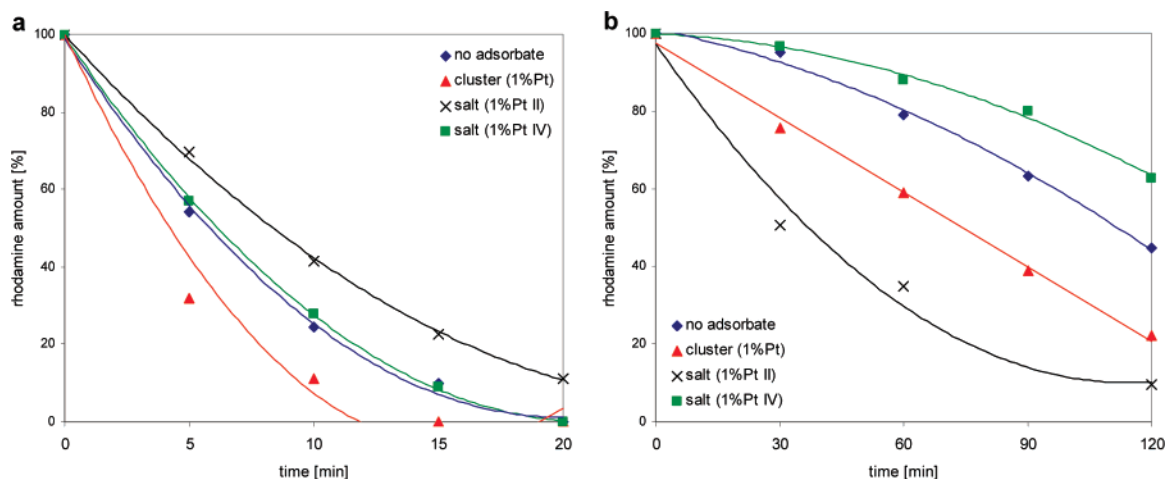 a
rhodamine amount [%]
100
80
60
40
20
0
0 5 10 15 20
time [min]
no adsorbate
cluster (1%Pt)
salt (1%Pt II)
salt (1%Pt IV)
b
rhodamine amount [%]
100
80
60
40
20
0
0 30 60 90 120
time [min]
no adsorbate
cluster (1%Pt)
salt (1%Pt II)
salt (1%Pt IV)